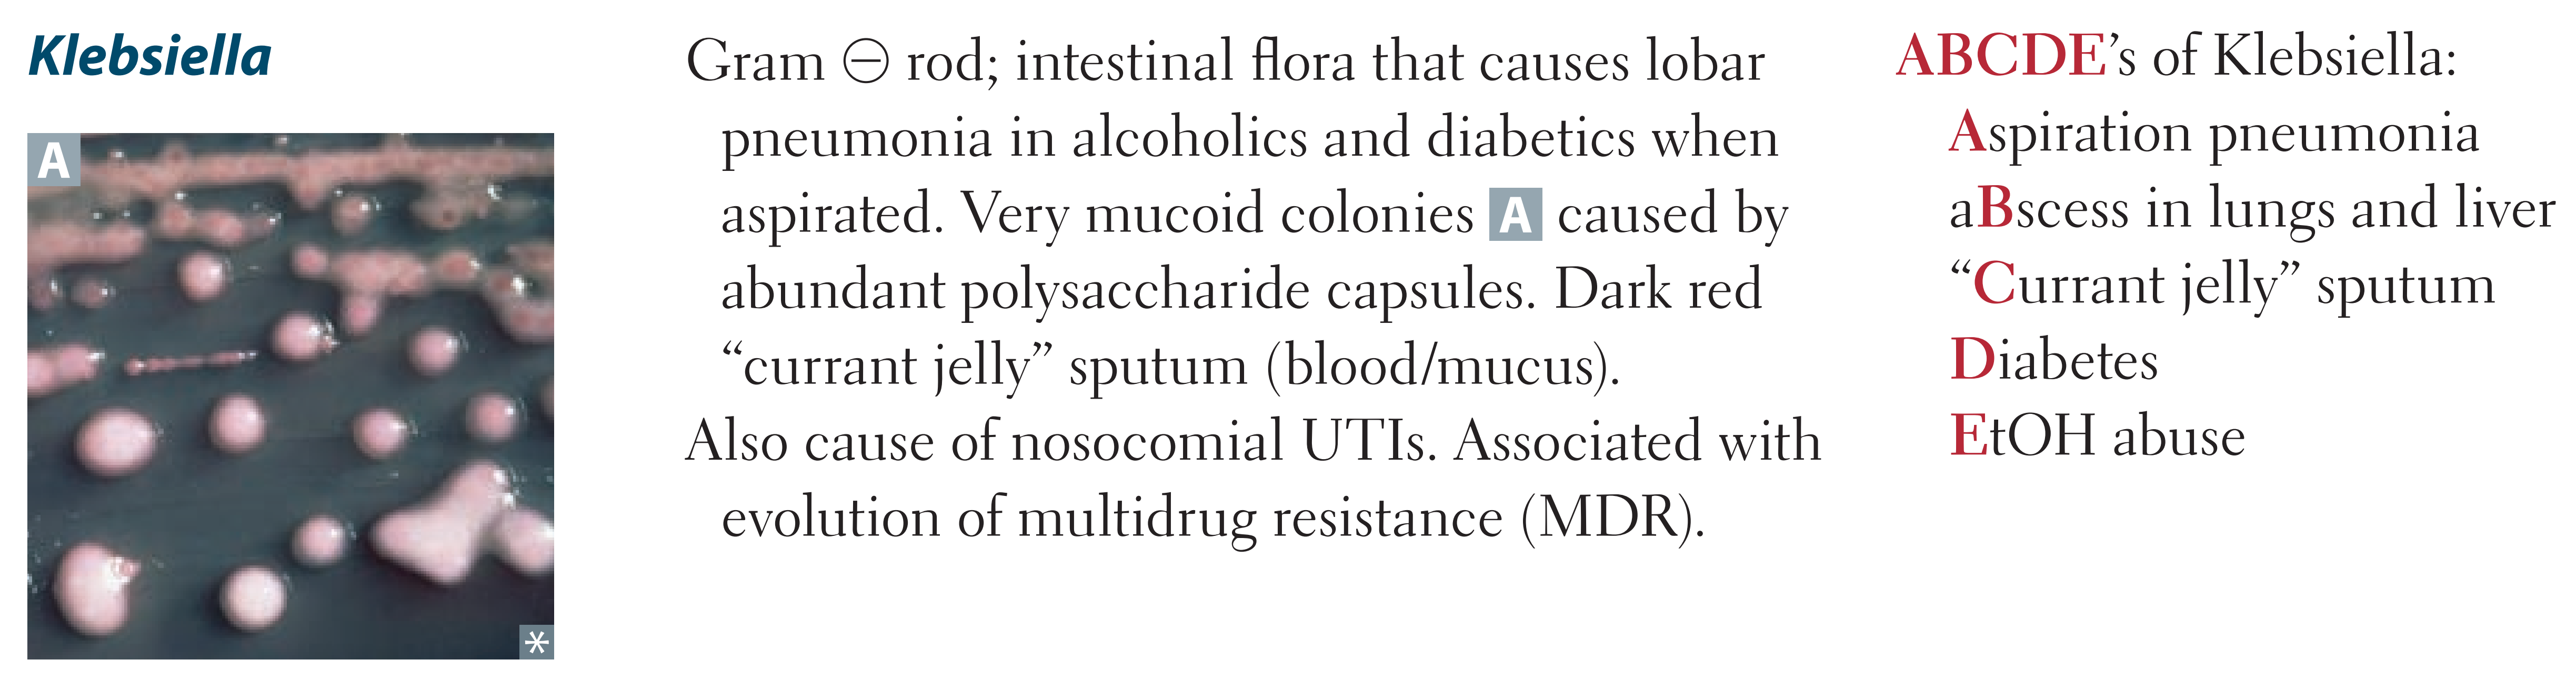 Klebsiella
A
*
Gram ⊖ rod; intestinal flora that causes lobar
pneumonia in alcoholics and diabetics when
aspirated. Very mucoid colonies A caused by
abundant polysaccharide capsules. Dark red
“currant jelly” sputum (blood/mucus).
Also cause of nosocomial UTIs. Associated with
evolution of multidrug resistance (MDR).
ABCDE’s of Klebsiella:
Aspiration pneumonia
aBscess in lungs and liver
“Currant jelly” sputum
Diabetes
EtOH abuse